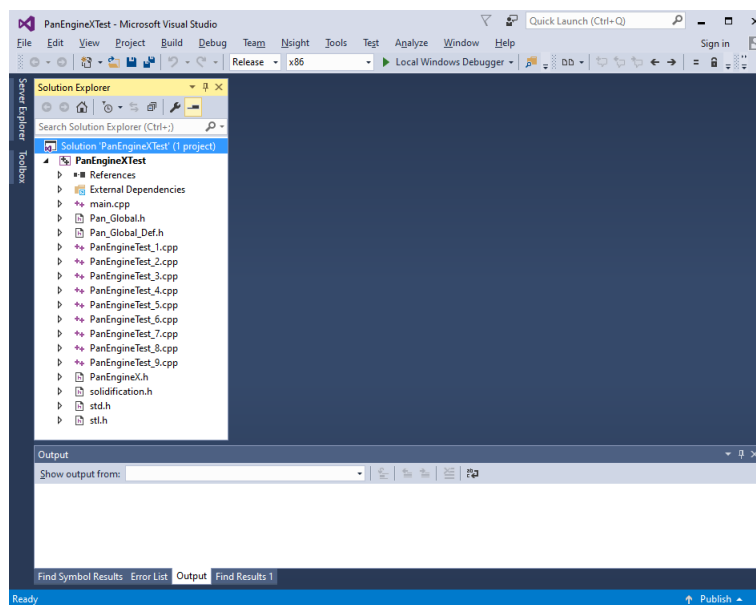 PanEngineXTest - Microsoft Visual Studio
Quick Launch (Ctrl+Q)
File Edit View Project Build Debug Team Nsight Tools Test Analyze Window Help
Sign in
Release x86 Local Windows Debugger
Server Explorer
Toolbox
Solution Explorer
Search Solution Explorer (Ctrl+;)
Solution 'PanEngineXTest' (1 project)
PanEngineXTest
References
External Dependencies
main.cpp
Pan_Global.h
Pan_Global_Def.h
PanEngineTest_1.cpp
PanEngineTest_2.cpp
PanEngineTest_3.cpp
PanEngineTest_4.cpp
PanEngineTest_5.cpp
PanEngineTest_6.cpp
PanEngineTest_7.cpp
PanEngineTest_8.cpp
PanEngineTest_9.cpp
PanEngineX.h
solidification.h
std.h
stl.h
Output
Show output from:
Find Symbol Results Error List Output Find Results 1
Ready
Publish